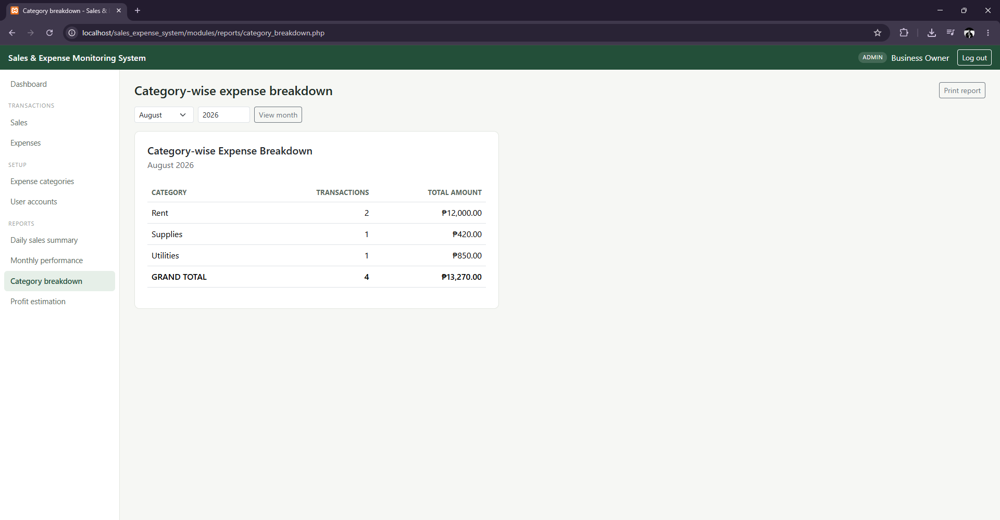 Category breakdown - Sales &
localhost/sales_expense_system/modules/reports/category_breakdown.php
Sales & Expense Monitoring System
ADMIN Business Owner Log out
Dashboard
TRANSACTIONS
Sales
Expenses
SETUP
Expense categories
User accounts
REPORTS
Daily sales summary
Monthly performance
Category breakdown
Profit estimation
Category-wise expense breakdown
Print report
August 2026 View month
Category-wise Expense Breakdown
August 2026
CATEGORY TRANSACTIONS TOTAL AMOUNT
Rent 2 ₱12,000.00
Supplies 1 ₱420.00
Utilities 1 ₱850.00
GRAND TOTAL 4 ₱13,270.00